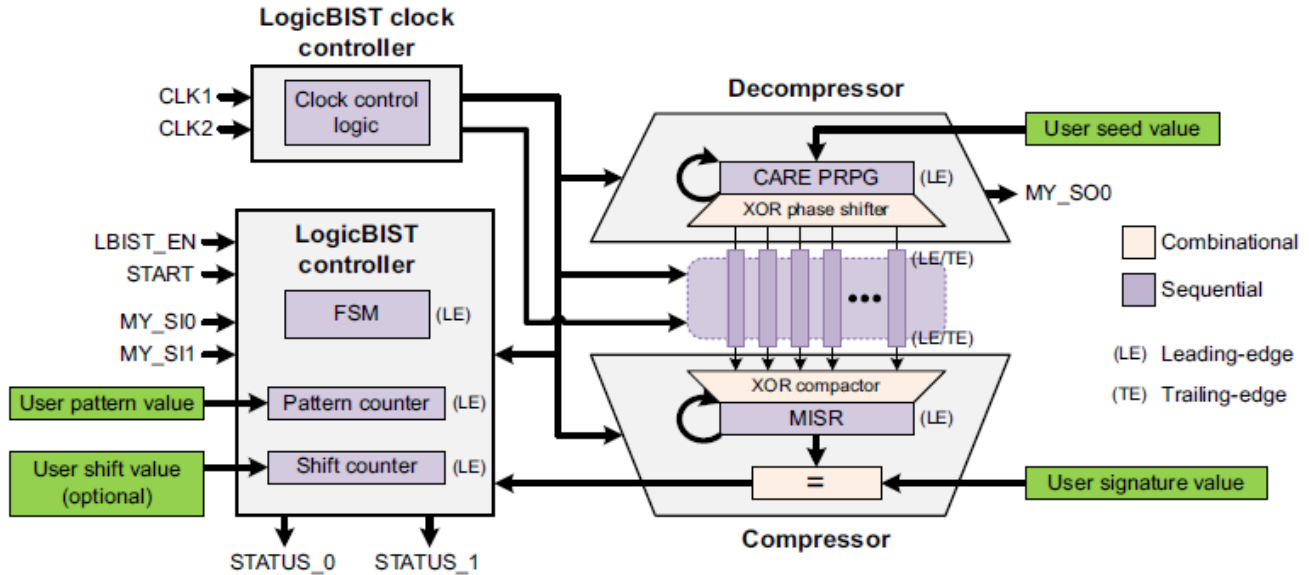 LogicBIST clock
controller
CLK1
CLK2
Clock control
logic
Decompressor
User seed value
CARE PRPG
(LE)
XOR phase shifter
MY_SO0
LBIST_EN
START
MY_SI0
MY_SI1
LogicBIST
controller
FSM
(LE)
(LE/TE)
(LE/TE)
Combinational
Sequential
(LE) Leading-edge
(TE) Trailing-edge
User pattern value
Pattern counter
(LE)
User shift value
(optional)
Shift counter
(LE)
XOR compactor
MISR
(LE)
=
User signature value
Compressor
STATUS_0
STATUS_1